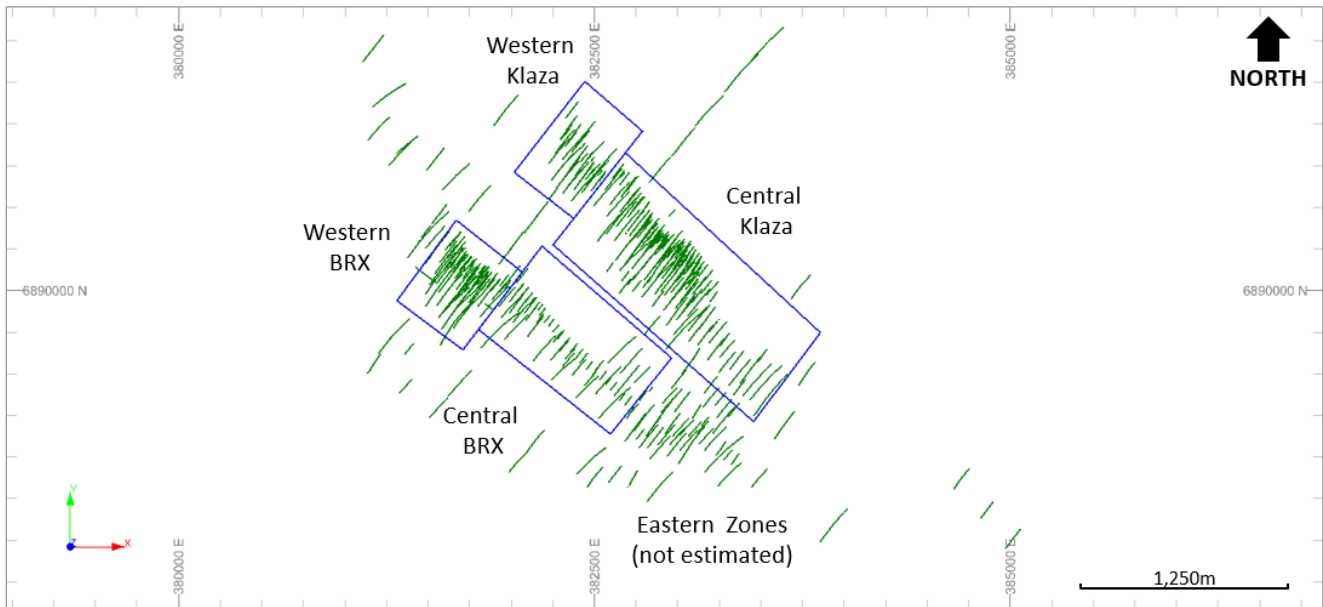 380000 E
382500 E
385000 E
NORTH
Western
Klaza
Central
Klaza
Western
BRX
6890000 N
6890000 N
Central
BRX
Eastern Zones
(not estimated)
Y
Z
X
380000 E
382500 E
385000 E
1,250m